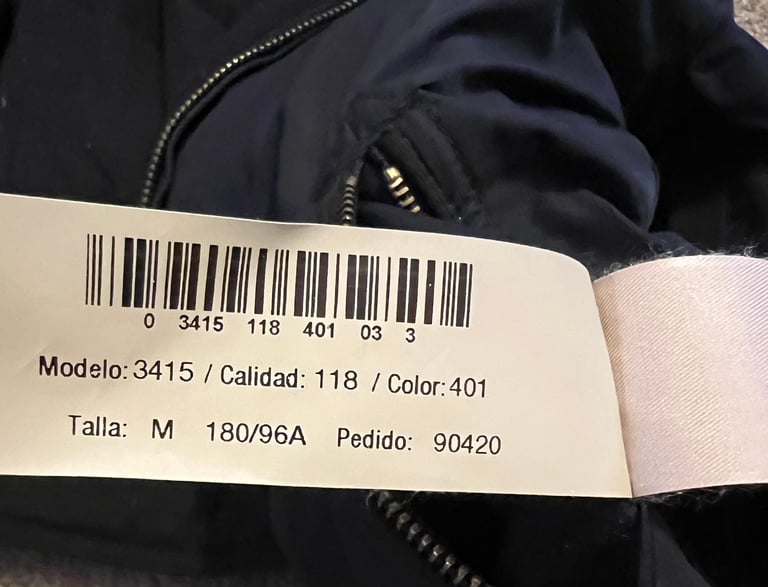 0 3415 118 401 03 3
Modelo: 3415 / Calidad: 118 / Color: 401
Talla: M 180/96A Pedido: 90420